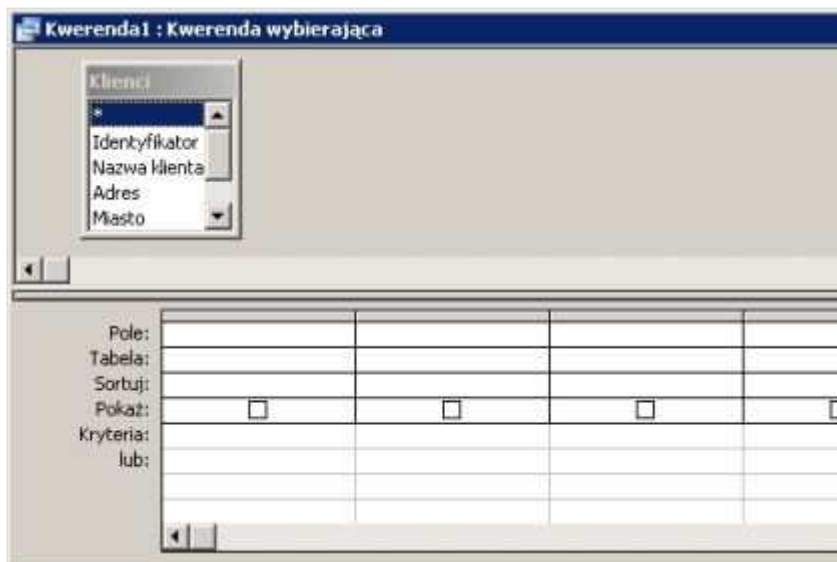 Kwerenda1 : Kwerenda wybierająca
Klienci
*
Identyfikator
Nazwa klienta
Adres
Miasto
Pole:
Tabela:
Sortuj:
Pokaż:
Kryteria:
lub: